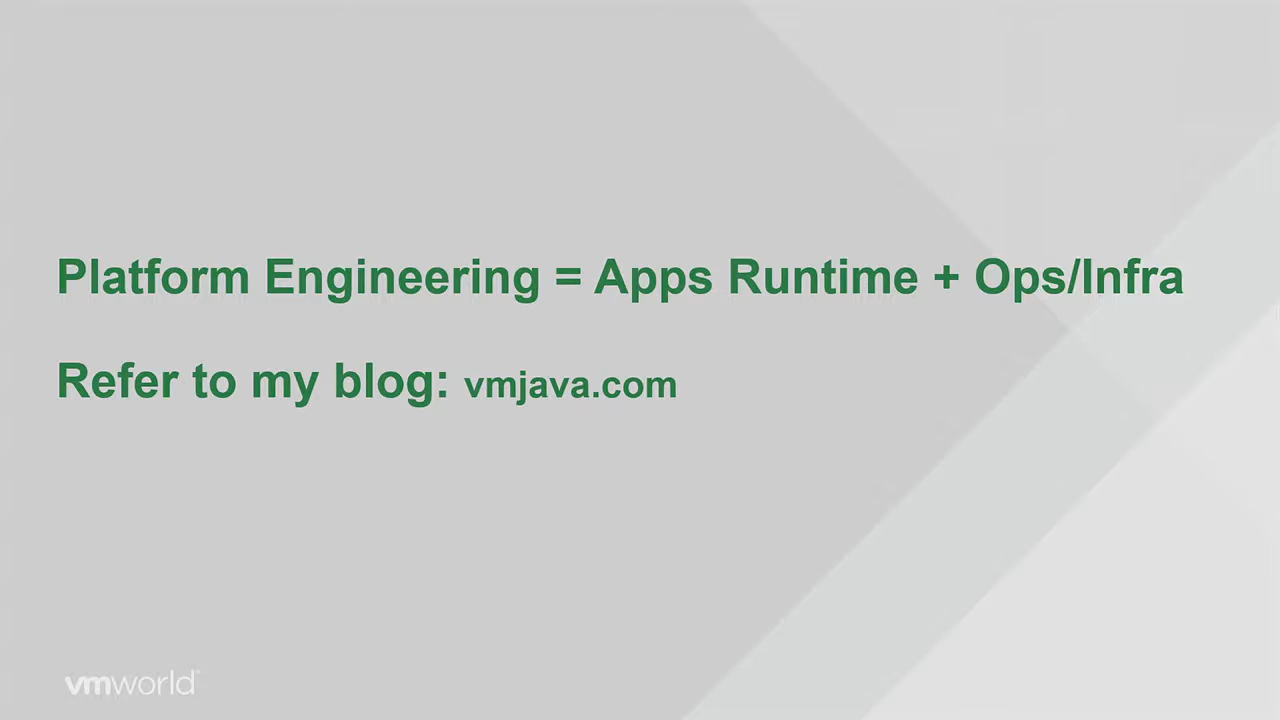 Platform Engineering = Apps Runtime + Ops/Infra
Refer to my blog: vmjava.com
vmworld